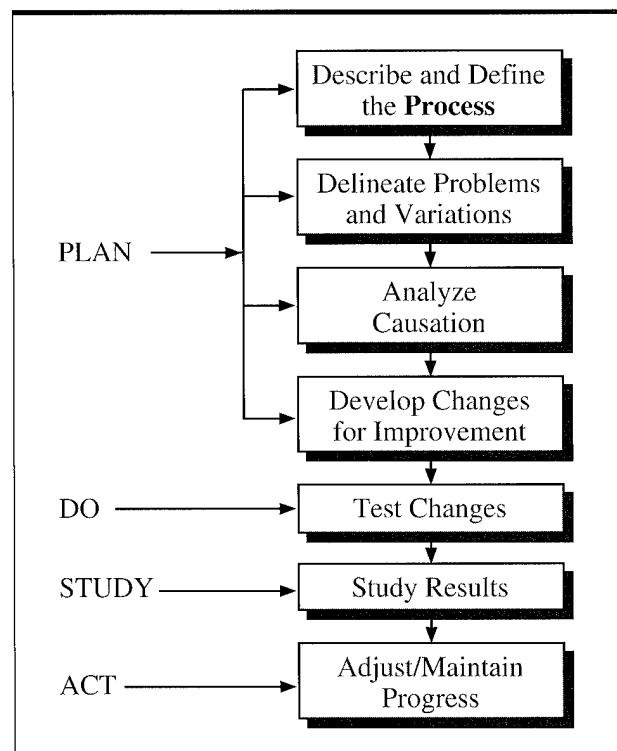 Describe and Define
the Process
Delineate Problems
and Variations
PLAN
Analyze
Causation
Develop Changes
for Improvement
DO
Test Changes
STUDY
Study Results
ACT
Adjust/Maintain
Progress